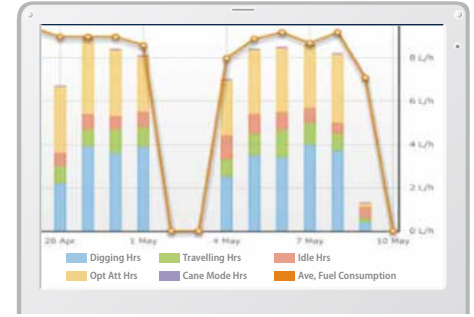 8 L/h
6 L/h
4 L/h
2 L/h
0 L/h
28 Apr 1 May 4 May 7 May 10 May
Digging Hrs Travelling Hrs Idle Hrs
Opt Att Hrs Cane Mode Hrs Ave, Fuel Consumption